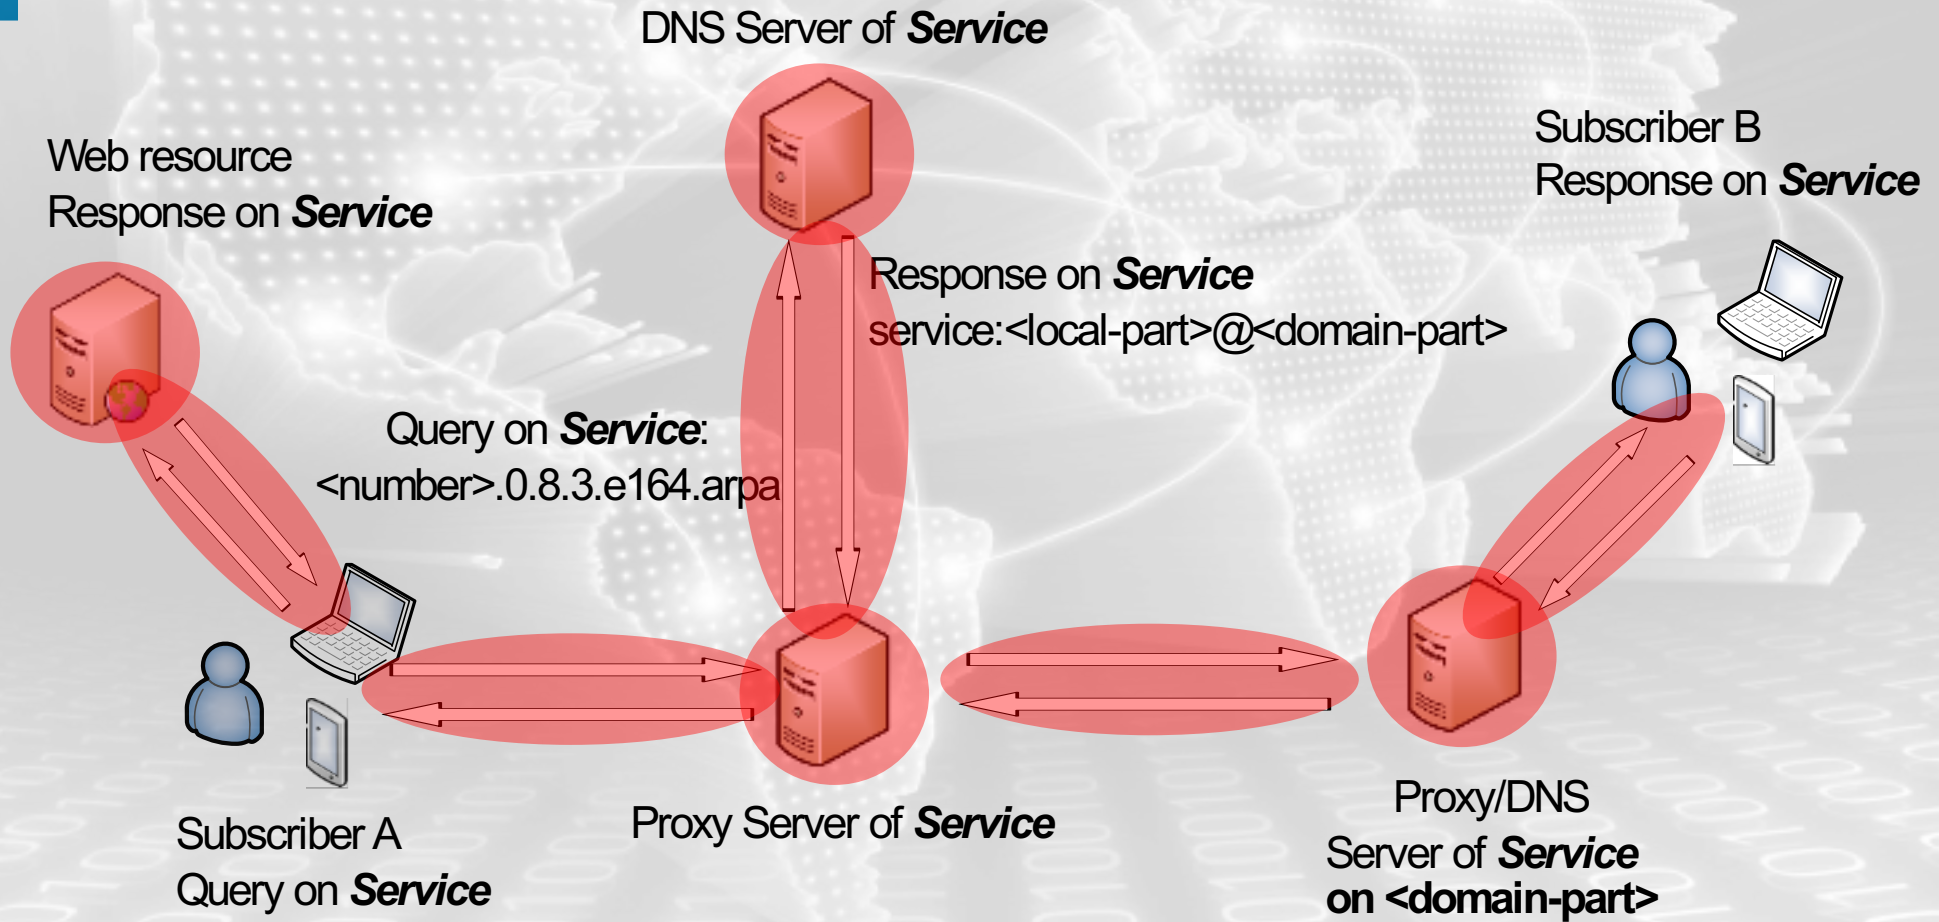 DNS Server of Service
Web resource
Response on Service
Subscriber B
Response on Service
Response on Service
service:<local-part>@<domain-part>
Query on Service:
<number>.0.8.3.e164.arpa
Subscriber A
Query on Service
Proxy Server of Service
Proxy/DNS
Server of Service
on <domain-part>